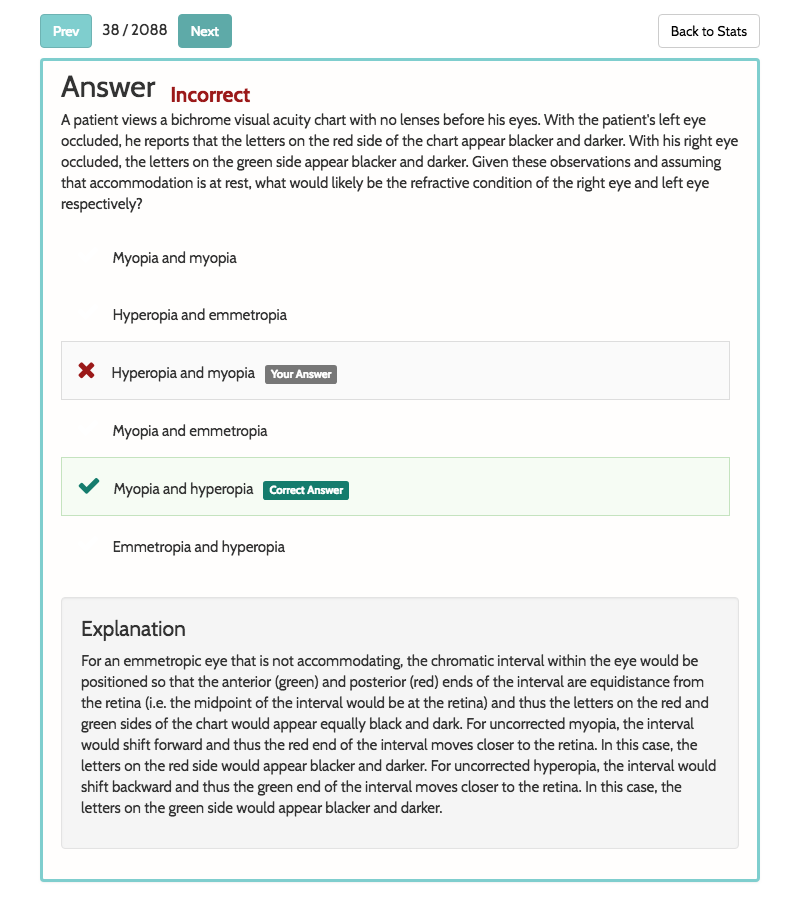 Prev 38 / 2088 Next Back to Stats
Answer Incorrect
A patient views a bichrome visual acuity chart with no lenses before his eyes. With the patient's left eye
occluded, he reports that the letters on the red side of the chart appear blacker and darker. With his right eye
occluded, the letters on the green side appear blacker and darker. Given these observations and assuming
that accommodation is at rest, what would likely be the refractive condition of the right eye and left eye
respectively?
Myopia and myopia
Hyperopia and emmetropia
Hyperopia and myopia Your Answer
Myopia and emmetropia
Myopia and hyperopia Correct Answer
Emmetropia and hyperopia
Explanation
For an emmetropic eye that is not accommodating, the chromatic interval within the eye would be
positioned so that the anterior (green) and posterior (red) ends of the interval are equidistance from
the retina (i.e. the midpoint of the interval would be at the retina) and thus the letters on the red and
green sides of the chart would appear equally black and dark. For uncorrected myopia, the interval
would shift forward and thus the red end of the interval moves closer to the retina. In this case, the
letters on the red side would appear blacker and darker. For uncorrected hyperopia, the interval would
shift backward and thus the green end of the interval moves closer to the retina. In this case, the
letters on the green side would appear blacker and darker.